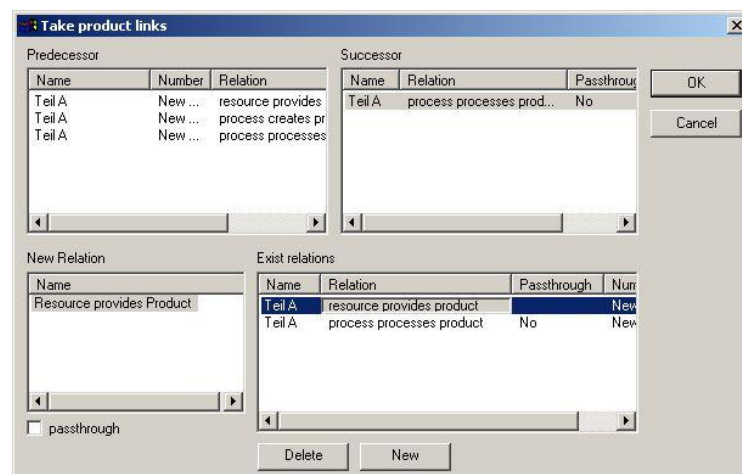 Take product links
Predecessor
Name Number Relation
Teil A New ... resource provides
Teil A New ... process creates pr
Teil A New ... process processes
Successor
Name Relation Passthroug
Teil A process processes prod... No
OK
Cancel
New Relation
Name
Resource provides Product
passthrough
Exist relations
Name Relation Passthrough Num
Teil A resource provides product New
Teil A process processes product No New
Delete New